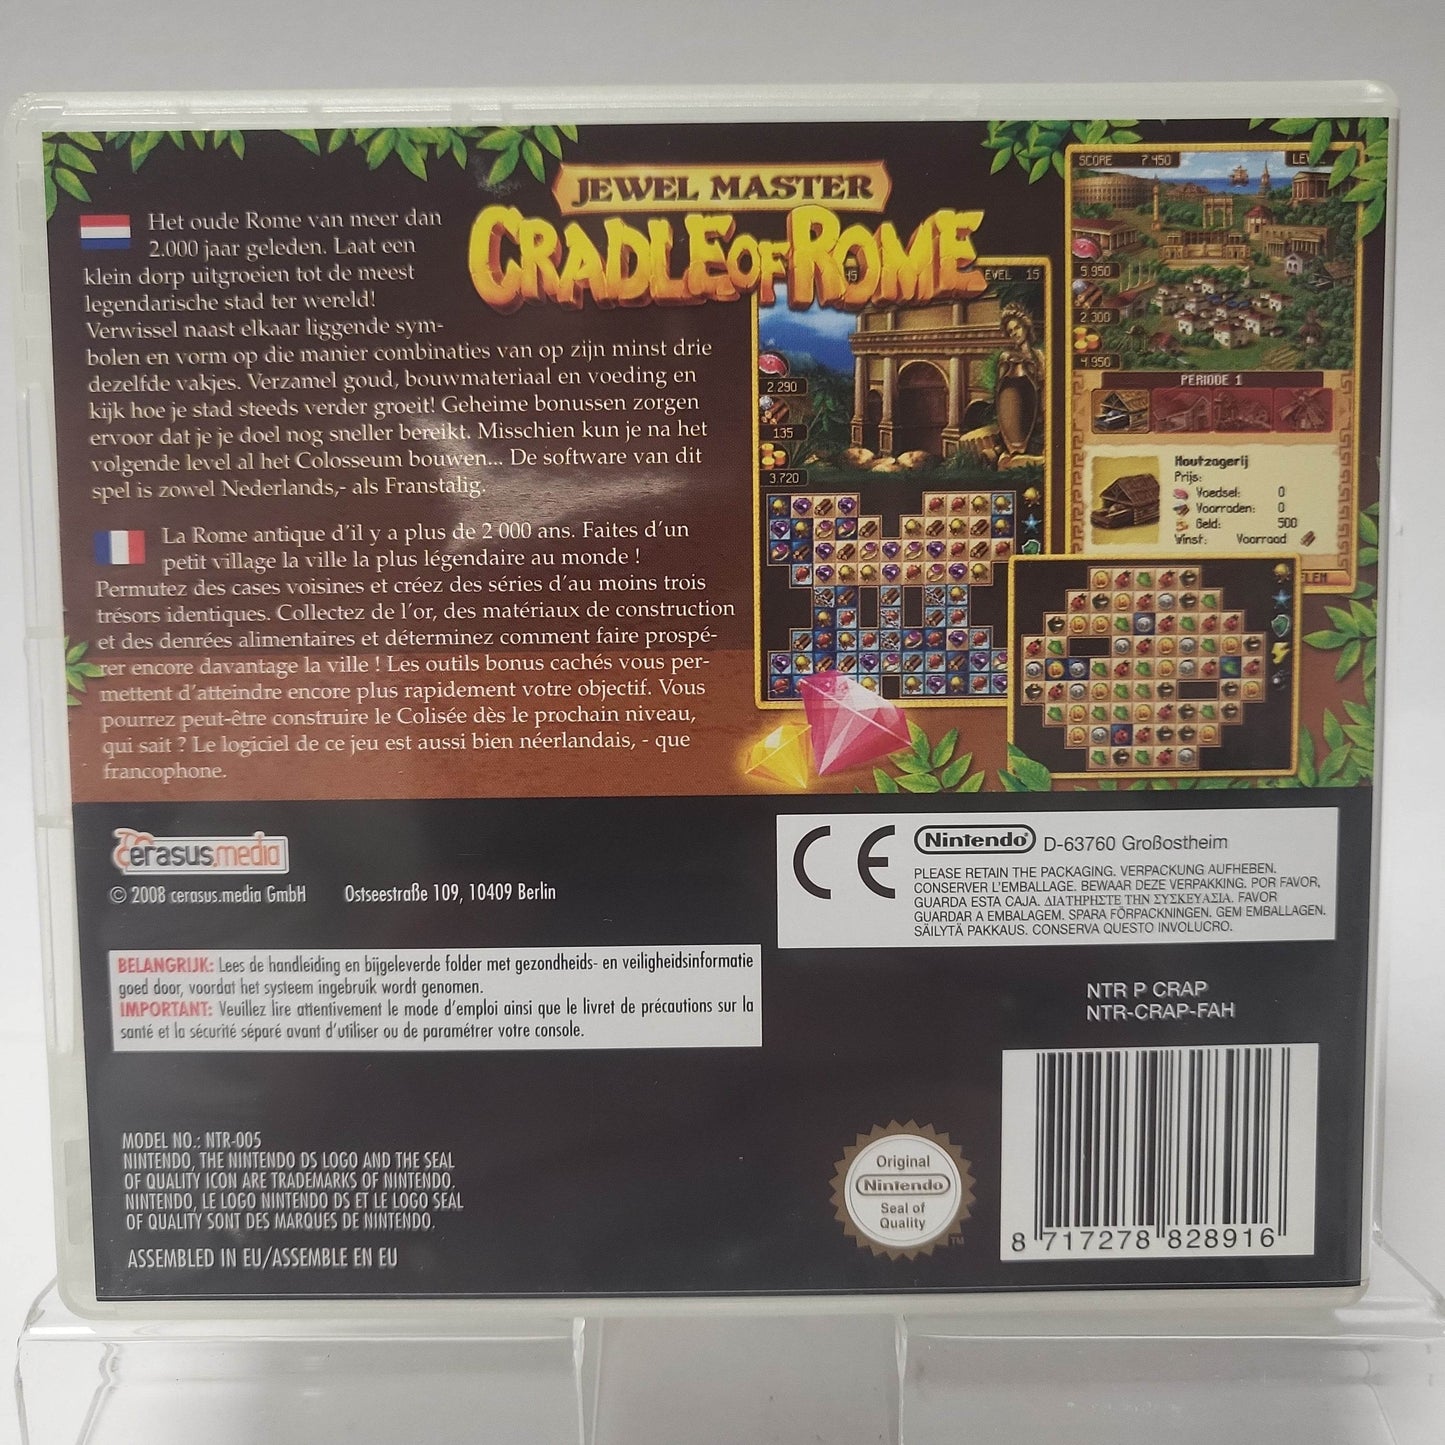 JEWEL MASTER
CRADLE OF ROME
Het oude Rome van meer dan
2.000 jaar geleden. Laat een
klein dorp uitgroeien tot de meest
legendarische stad ter wereld!
Verwissel naast elkaar liggende sym-
bolen en vorm op die manier combinaties van op zijn minst drie
dezelfde vakjes. Verzamel goud, bouwmateriaal en voeding en
kijk hoe je stad steeds verder groeit! Geheime bonussen zorgen
ervoor dat je je doel nog sneller bereikt. Misschien kun je na het
volgende level al het Colosseum bouwen... De software van dit
spel is zowel Nederlands,- als Franstalig.
La Rome antique d'il y a plus de 2 000 ans. Faites d'un
petit village la ville la plus légendaire au monde !
Permutez des cases voisines et créez des séries d'au moins trois
trésors identiques. Collectez de l'or, des matériaux de construction
et des denrées alimentaires et déterminez comment faire prospé-
rer encore davantage la ville ! Les outils bonus cachés vous per-
mettent d'atteindre encore plus rapidement votre objectif. Vous
pourrez peut-être construire le Colisée dès le prochain niveau,
qui sait ? Le logiciel de ce jeu est aussi bien néerlandais, - que
francophone.
LEVEL 15
2.290
135
3.720
SCORE 7 450
5 950
2 300
4.950
PERIODE 1
Houtzagerij
Prijs:
Voedsel: 0
Voorraden: 0
Geld: 500
Winst: Voorraad
cerasus.media
© 2008 cerasus.media GmbH Ostseestraße 109, 10409 Berlin
CE
Nintendo D-63760 Großostheim
PLEASE RETAIN THE PACKAGING. VERPACKUNG AUFHEBEN.
CONSERVER L'EMBALLAGE. BEWAAR DEZE VERPAKKING. POR FAVOR,
GUARDA ESTA CAJA. ΔΙΑΤΗΡΗΣΤΕ ΤΗΝ ΣΥΣΚΕΥΑΣΙΑ. FAVOR
GUARDAR A EMBALAGEM. SPARA FÖRPACKNINGEN. GEM EMBALLAGEN.
SÄILYTÄ PAKKAUS. CONSERVA QUESTO INVOLUCRO.
BELANGRIJK: Lees de handleiding en bijgeleverde folder met gezondheids- en veiligheidsinformatie
goed door, voordat het systeem ingebruik wordt genomen.
IMPORTANT: Veuillez lire attentivement le mode d'emploi ainsi que le livret de précautions sur la
santé et la sécurité séparé avant d'utiliser ou de paramétrer votre console.
NTR P CRAP
NTR-CRAP-FAH
MODEL NO.: NTR-005
NINTENDO, THE NINTENDO DS LOGO AND THE SEAL
OF QUALITY ICON ARE TRADEMARKS OF NINTENDO.
NINTENDO, LE LOGO NINTENDO DS ET LE LOGO SEAL
OF QUALITY SONT DES MARQUES DE NINTENDO.
ASSEMBLED IN EU/ASSEMBLE EN EU
Original
Nintendo
Seal of
Quality
TM
8 717278 828916